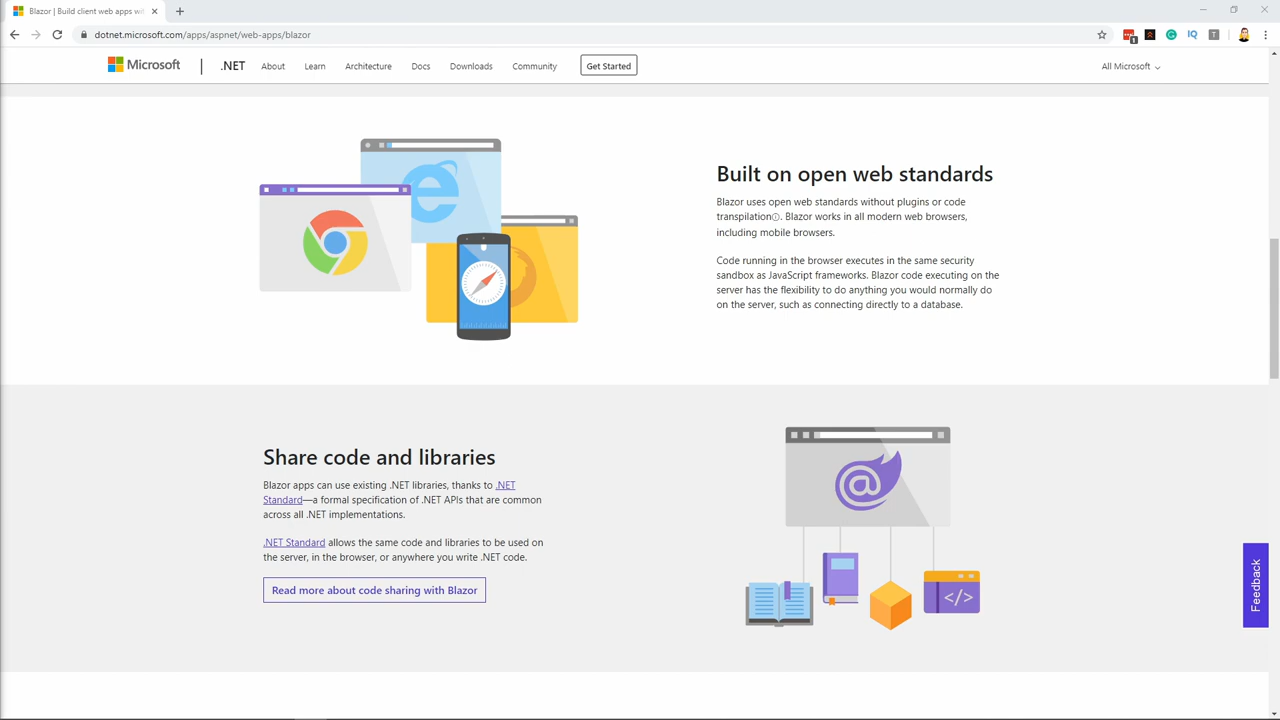 Blazor | Build client web apps wi
dotnet.microsoft.com/apps/aspnet/web-apps/blazor
1
IQ
T
Microsoft
.NET
About
Learn
Architecture
Docs
Downloads
Community
Get Started
All Microsoft
Built on open web standards
Blazor uses open web standards without plugins or code
transpilationⓘ. Blazor works in all modern web browsers,
including mobile browsers.
Code running in the browser executes in the same security
sandbox as JavaScript frameworks. Blazor code executing on the
server has the flexibility to do anything you would normally do
on the server, such as connecting directly to a database.
Share code and libraries
Blazor apps can use existing .NET libraries, thanks to .NET
Standard—a formal specification of .NET APIs that are common
across all .NET implementations.
.NET Standard allows the same code and libraries to be used on
the server, in the browser, or anywhere you write .NET code.
Read more about code sharing with Blazor
@
</>
Feedback